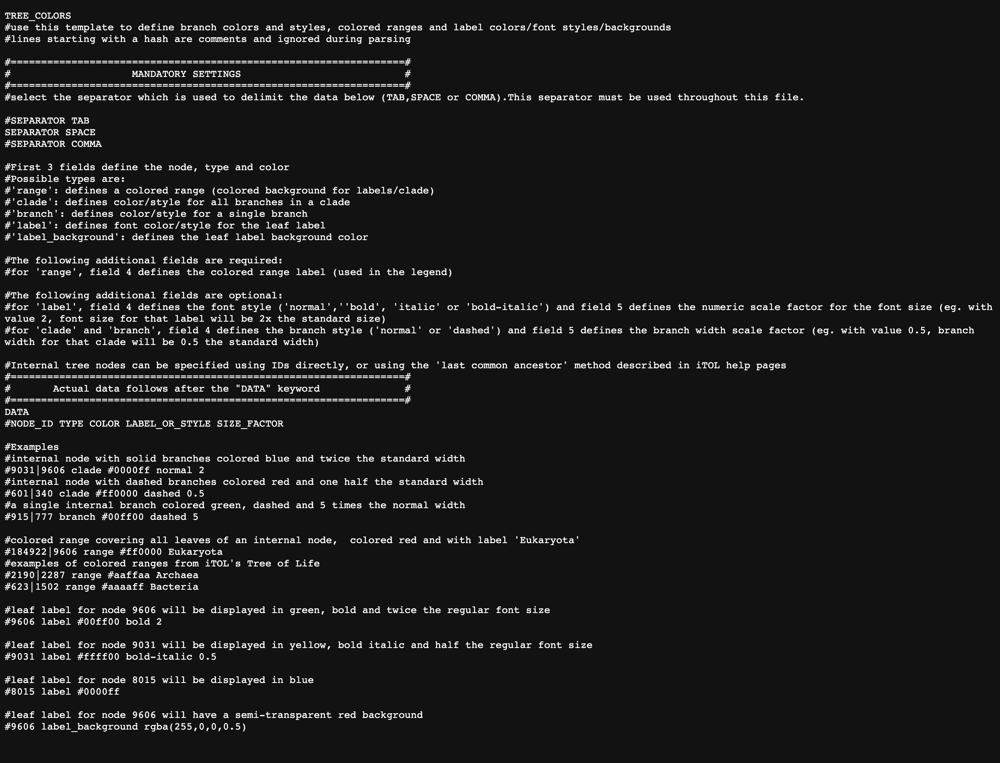 TREE_COLORS
#use this template to define branch colors and styles, colored ranges and label colors/font styles/backgrounds
#lines starting with a hash are comments and ignored during parsing

#=================================================================#
#                    MANDATORY SETTINGS                           #
#=================================================================#
#select the separator which is used to delimit the data below (TAB,SPACE or COMMA).This separator must be used throughout this file.

#SEPARATOR TAB
SEPARATOR SPACE
#SEPARATOR COMMA

#First 3 fields define the node, type and color
#Possible types are:
#'range': defines a colored range (colored background for labels/clade)
#'clade': defines color/style for all branches in a clade
#'branch': defines color/style for a single branch
#'label': defines font color/style for the leaf label
#'label_background': defines the leaf label background color

#The following additional fields are required:
#for 'range', field 4 defines the colored range label (used in the legend)

#The following additional fields are optional:
#for 'label', field 4 defines the font style ('normal',''bold', 'italic' or 'bold-italic') and field 5 defines the numeric scale factor for the font size (eg. with
value 2, font size for that label will be 2x the standard size)
#for 'clade' and 'branch', field 4 defines the branch style ('normal' or 'dashed') and field 5 defines the branch width scale factor (eg. with value 0.5, branch
width for that clade will be 0.5 the standard width)

#Internal tree nodes can be specified using IDs directly, or using the 'last common ancestor' method described in iTOL help pages
#=================================================================#
#       Actual data follows after the "DATA" keyword              #
#=================================================================#
DATA
#NODE_ID TYPE COLOR LABEL_OR_STYLE SIZE_FACTOR

#Examples
#internal node with solid branches colored blue and twice the standard width
#9031|9606 clade #0000ff normal 2
#internal node with dashed branches colored red and one half the standard width
#601|340 clade #ff0000 dashed 0.5
#a single internal branch colored green, dashed and 5 times the normal width
#915|777 branch #00ff00 dashed 5

#colored range covering all leaves of an internal node,  colored red and with label 'Eukaryota'
#184922|9606 range #ff0000 Eukaryota
#examples of colored ranges from iTOL's Tree of Life
#2190|2287 range #aaffaa Archaea
#623|1502 range #aaaaff Bacteria

#leaf label for node 9606 will be displayed in green, bold and twice the regular font size
#9606 label #00ff00 bold 2

#leaf label for node 9031 will be displayed in yellow, bold italic and half the regular font size
#9031 label #ffff00 bold-italic 0.5

#leaf label for node 8015 will be displayed in blue
#8015 label #0000ff

#leaf label for node 9606 will have a semi-transparent red background
#9606 label_background rgba(255,0,0,0.5)